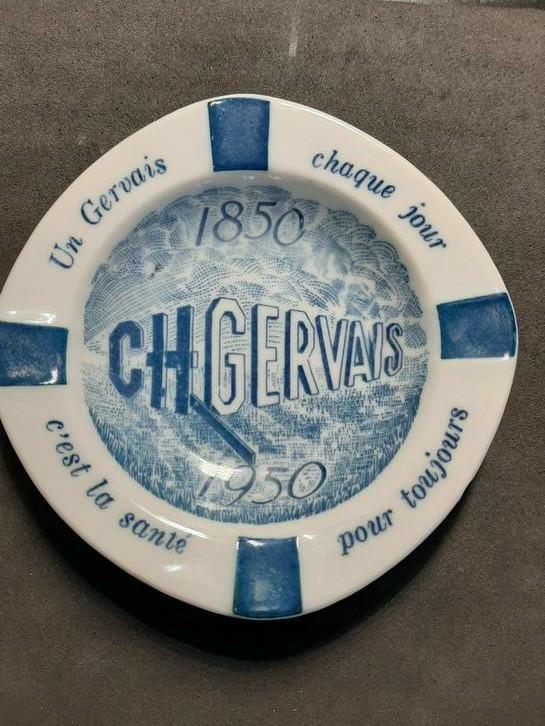 Un Gervais
chaque jour
1850
CH. GERVAIS
1950
c'est la santé
pour toujours